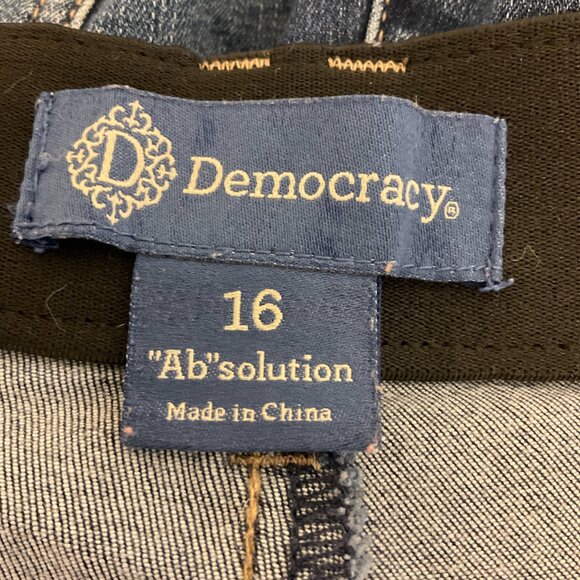 D Democracy®
16
"Ab"solution
Made in China